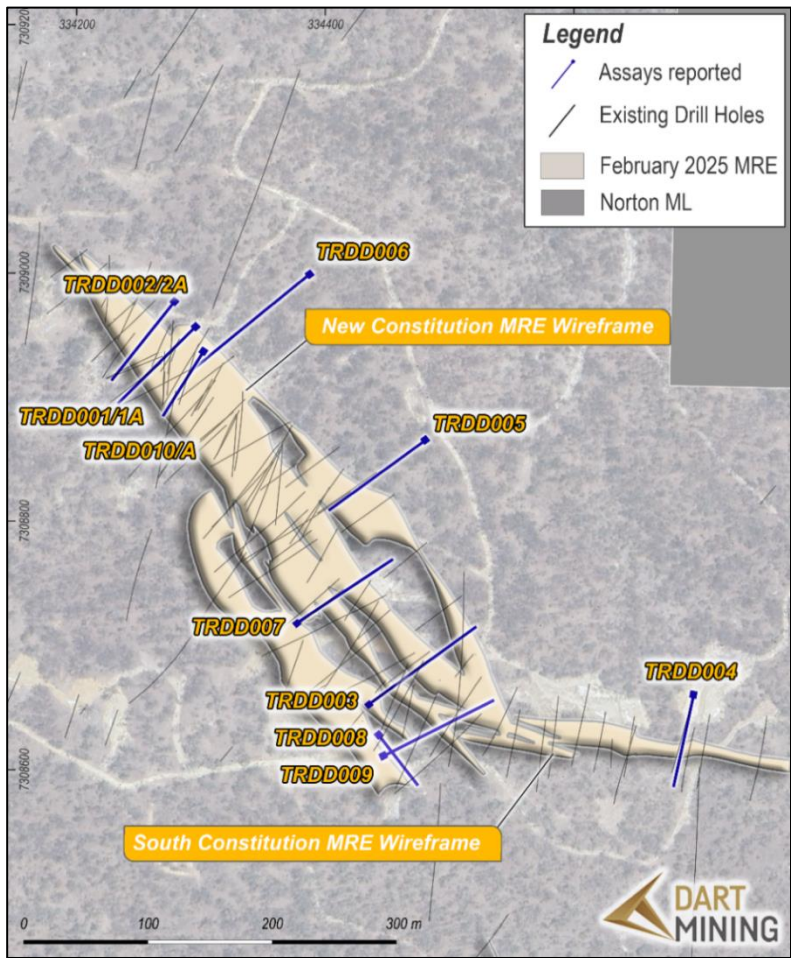 334200
334400
7309200
7309000
7308800
7308600
Legend
Assays reported
Existing Drill Holes
February 2025 MRE
Norton ML
TRDD006
TRDD002/2A
New Constitution MRE Wireframe
TRDD001/1A
TRDD010/A
TRDD005
TRDD007
TRDD003
TRDD004
TRDD008
TRDD009
South Constitution MRE Wireframe
0 100 200 300 m
DART
MINING